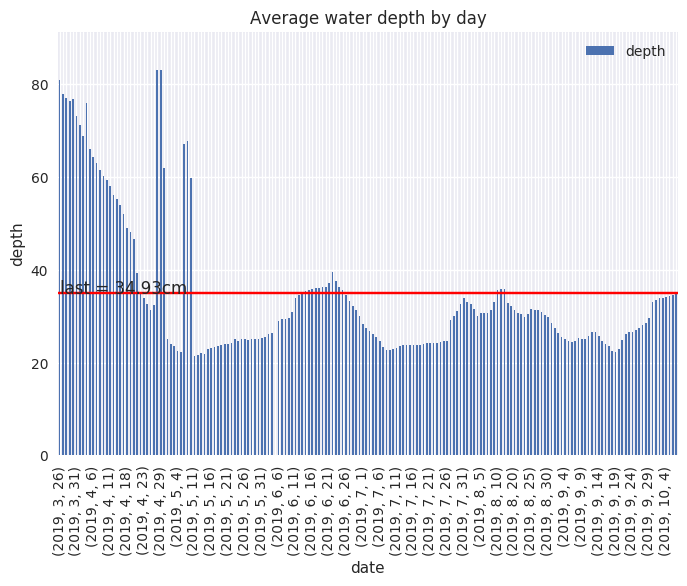 Average water depth by day
depth
80
60
40
20
0
depth
last = 34.93cm
(2019, 3, 26)
(2019, 3, 31)
(2019, 4, 6)
(2019, 4, 11)
(2019, 4, 18)
(2019, 4, 23)
(2019, 4, 29)
(2019, 5, 4)
(2019, 5, 11)
(2019, 5, 16)
(2019, 5, 21)
(2019, 5, 26)
(2019, 5, 31)
(2019, 6, 6)
(2019, 6, 11)
(2019, 6, 16)
(2019, 6, 21)
(2019, 6, 26)
(2019, 7, 1)
(2019, 7, 6)
(2019, 7, 11)
(2019, 7, 16)
(2019, 7, 21)
(2019, 7, 26)
(2019, 7, 31)
(2019, 8, 5)
(2019, 8, 10)
(2019, 8, 20)
(2019, 8, 25)
(2019, 8, 30)
(2019, 9, 4)
(2019, 9, 9)
(2019, 9, 14)
(2019, 9, 19)
(2019, 9, 24)
(2019, 9, 29)
(2019, 10, 4)
date